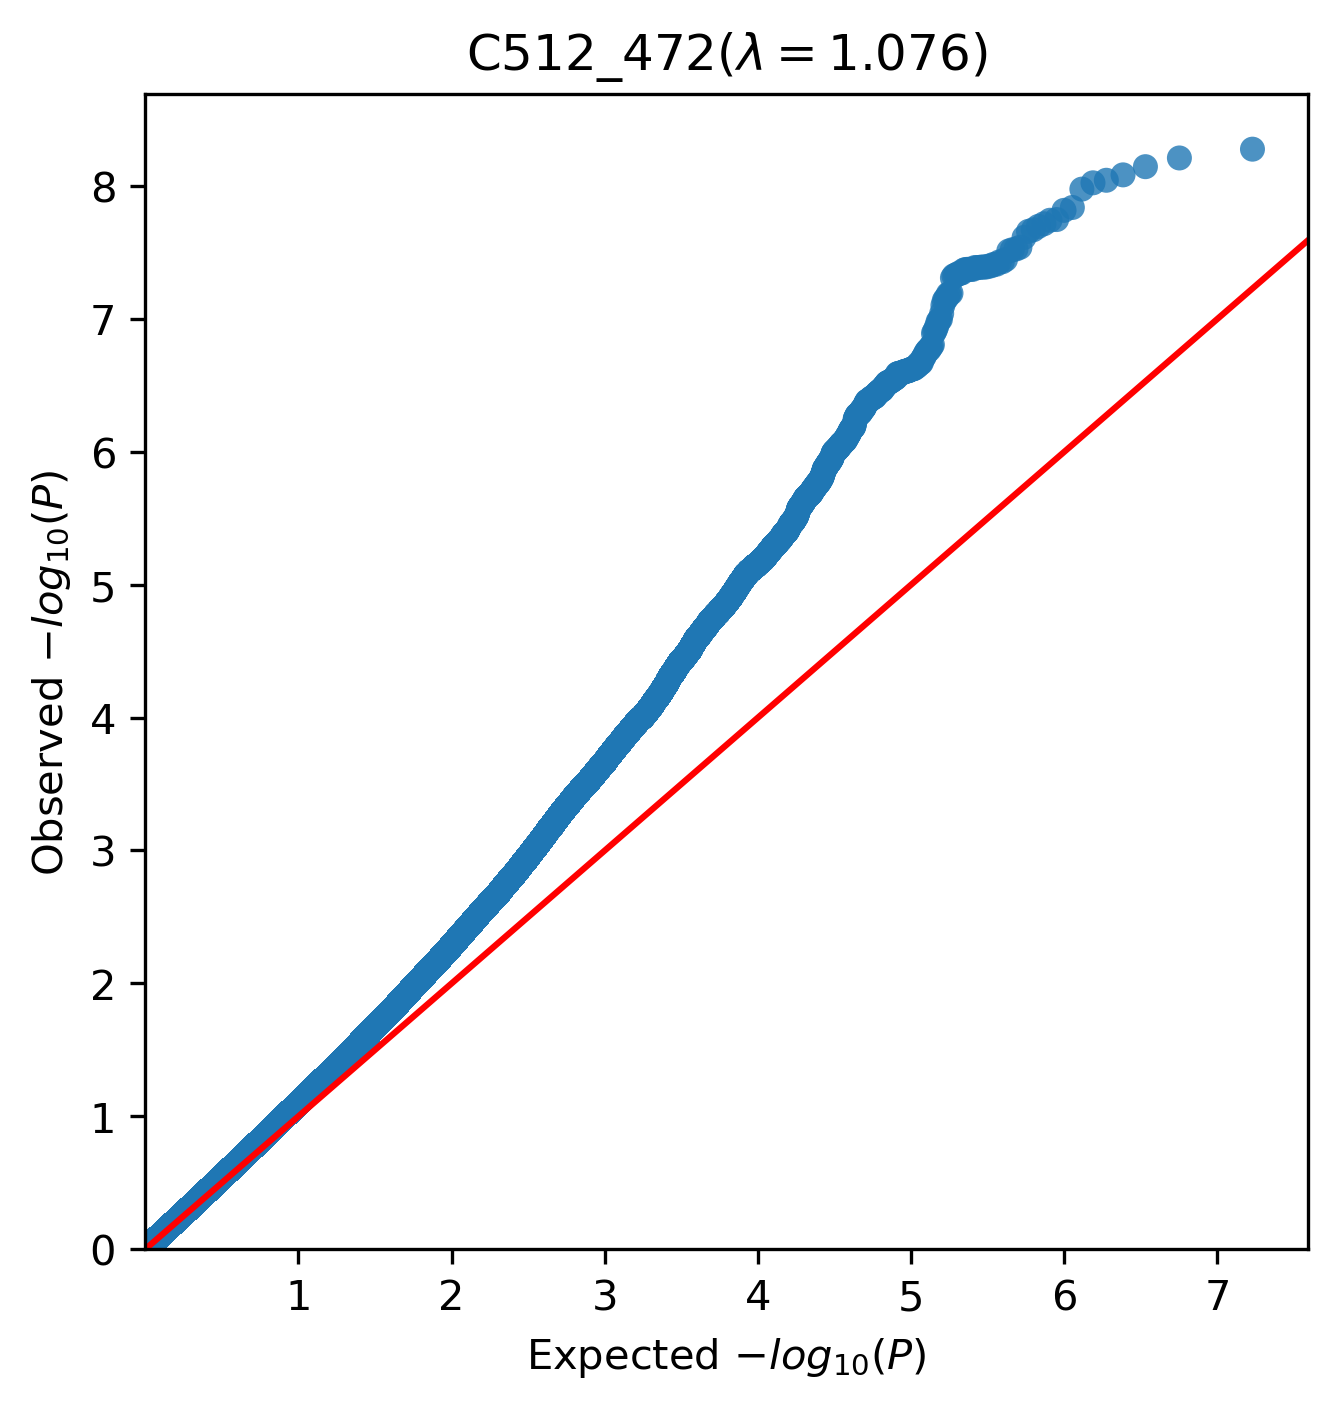 C512_472(λ = 1.076)
Observed −log₁₀(P)
8
7
6
5
4
3
2
1
0
1 2 3 4 5 6 7
Expected −log₁₀(P)